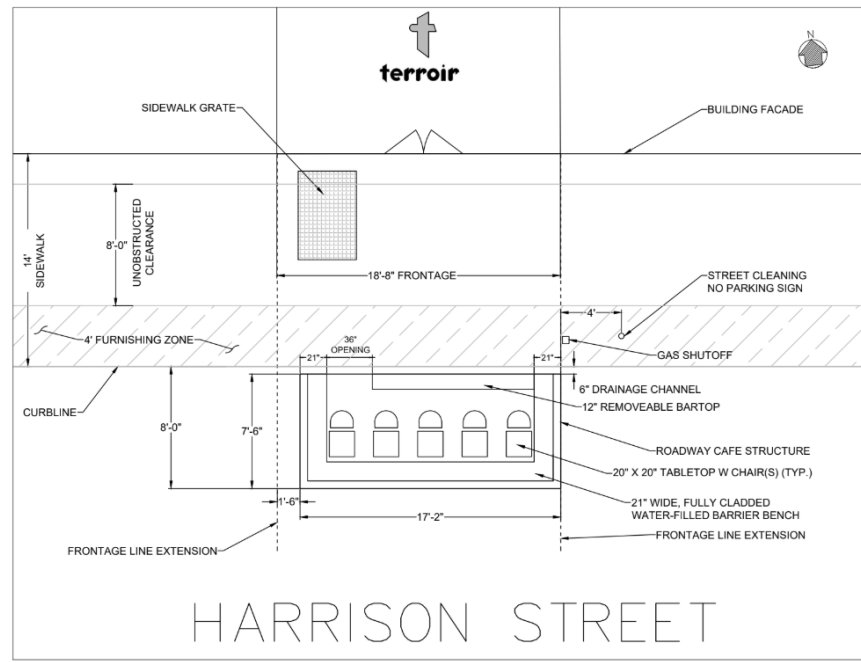 t
terroir
N
SIDEWALK GRATE
BUILDING FACADE
14'
SIDEWALK
8'-0"
UNOBSTRUCTED
CLEARANCE
18'-8" FRONTAGE
STREET CLEANING
NO PARKING SIGN
4'
4' FURNISHING ZONE
36"
OPENING
21"
21"
GAS SHUTOFF
6" DRAINAGE CHANNEL
12" REMOVEABLE BARTOP
CURBLINE
8'-0"
7'-6"
ROADWAY CAFE STRUCTURE
20" X 20" TABLETOP W CHAIR(S) (TYP.)
21" WIDE, FULLY CLADDED
WATER-FILLED BARRIER BENCH
1'-6"
17'-2"
FRONTAGE LINE EXTENSION
FRONTAGE LINE EXTENSION
HARRISON STREET